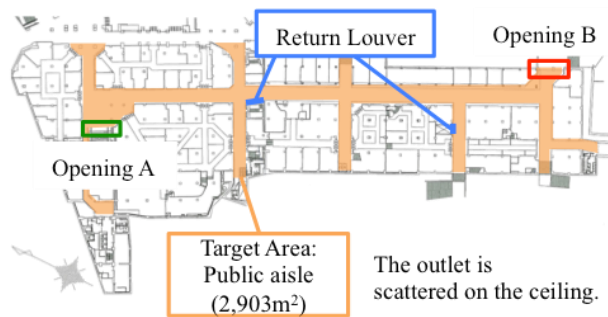 Return Louver
Opening B
Opening A
Target Area:
Public aisle
(2,903m²)
The outlet is
scattered on the ceiling.